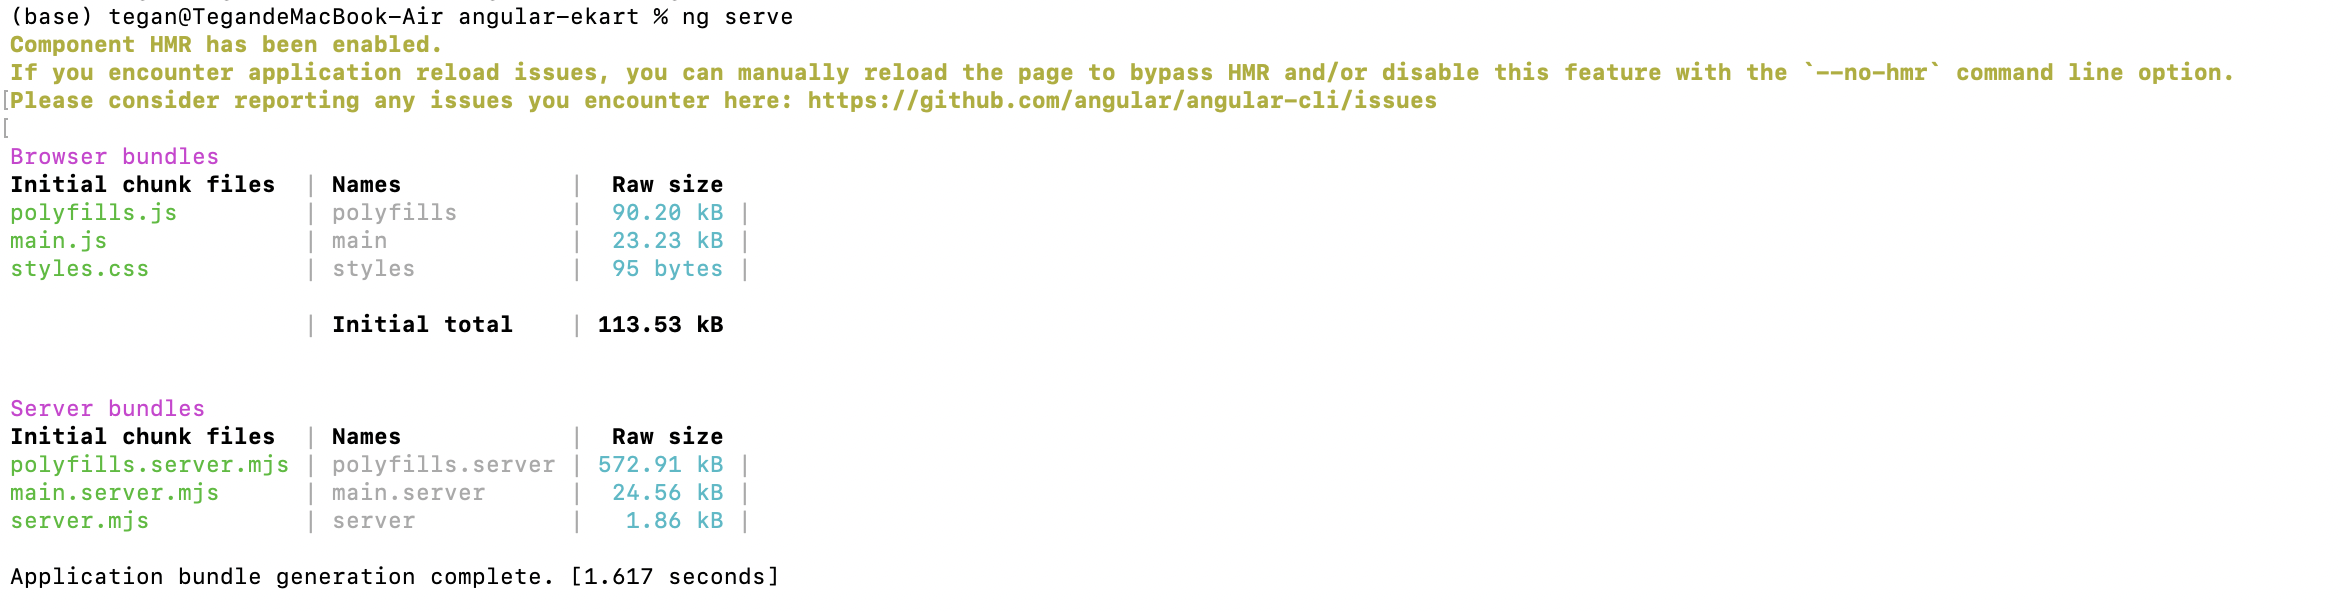 (base) tegan@TegandeMacBook-Air angular-ekart % ng serve
Component HMR has been enabled.
If you encounter application reload issues, you can manually reload the page to bypass HMR and/or disable this feature with the `--no-hmr` command line option.
[Please consider reporting any issues you encounter here: https://github.com/angular/angular-cli/issues
[
Browser bundles
Initial chunk files | Names | Raw size
polyfills.js | polyfills | 90.20 kB |
main.js | main | 23.23 kB |
styles.css | styles | 95 bytes |
| Initial total | 113.53 kB
Server bundles
Initial chunk files | Names | Raw size
polyfills.server.mjs | polyfills.server | 572.91 kB |
main.server.mjs | main.server | 24.56 kB |
server.mjs | server | 1.86 kB |
Application bundle generation complete. [1.617 seconds]